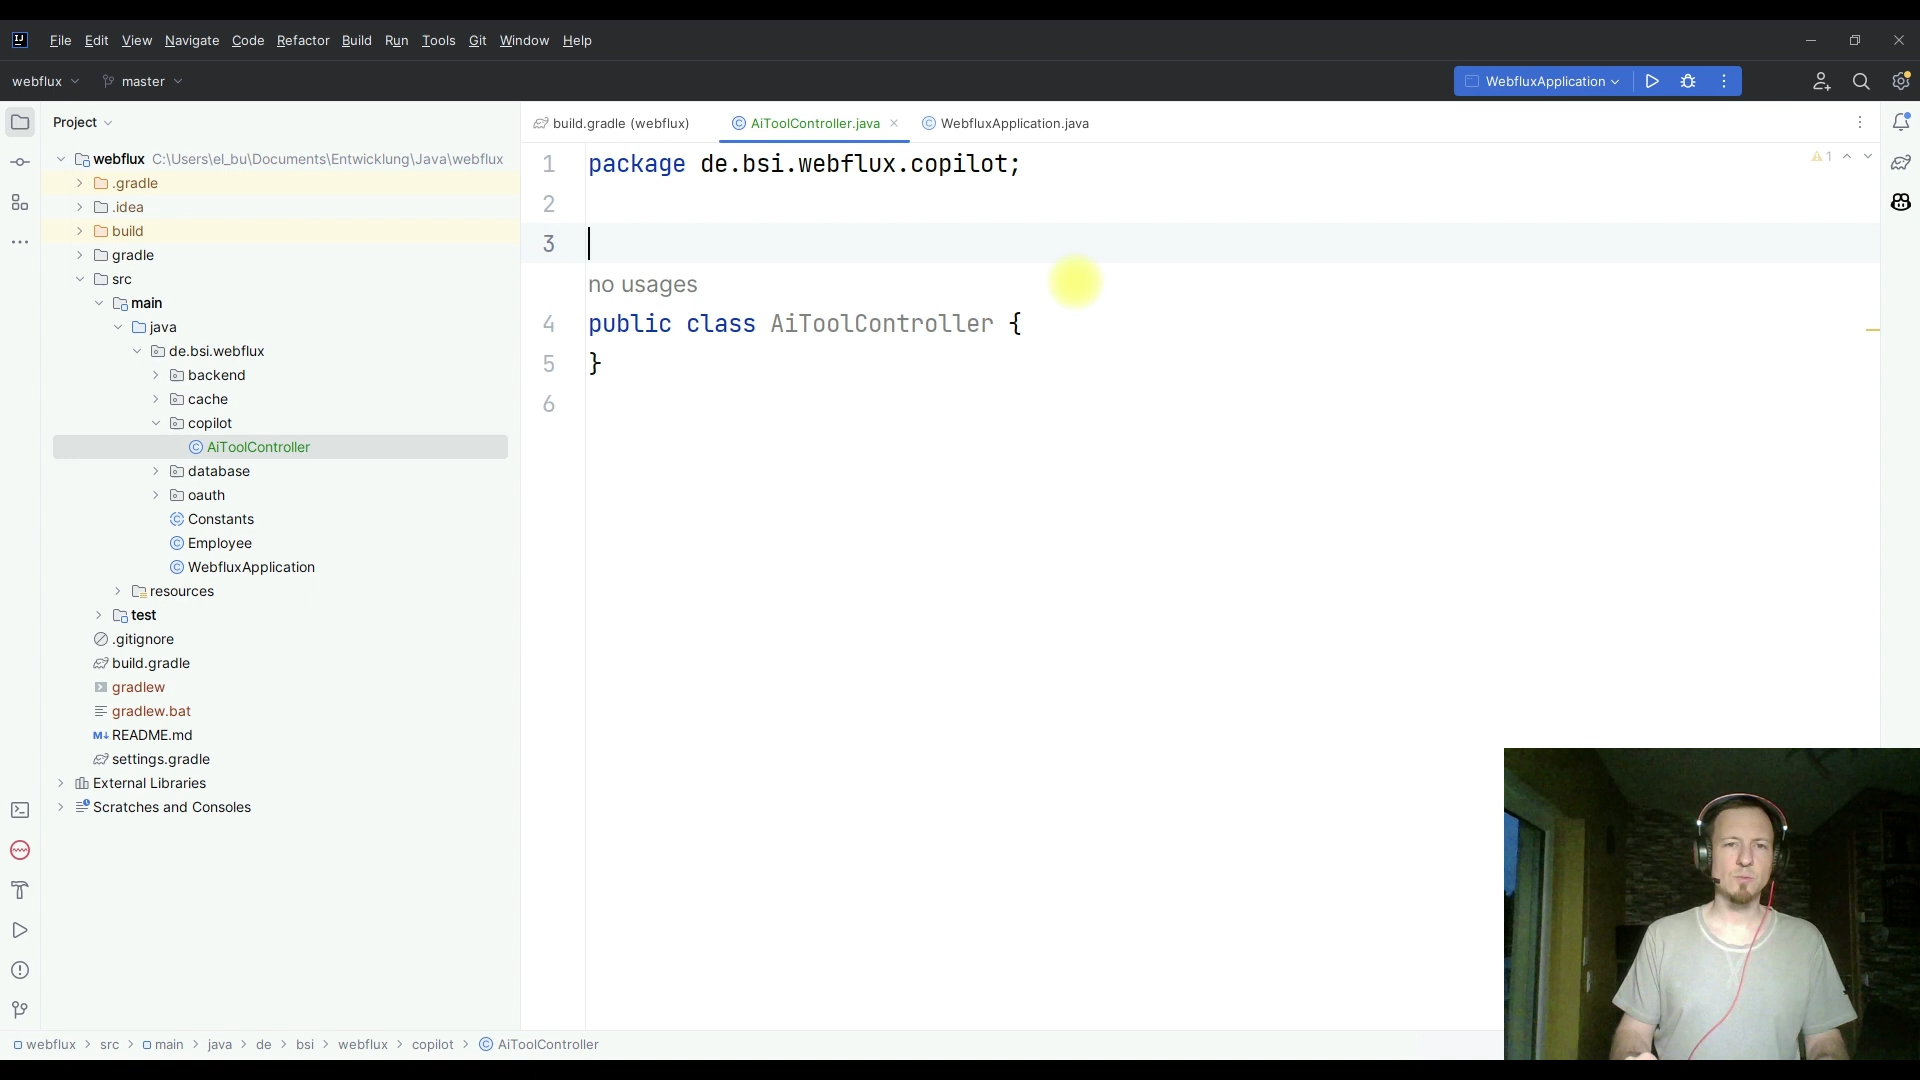 File Edit View Navigate Code Refactor Build Run Tools Git Window Help
webflux master WebfluxApplication
Project
build.gradle (webflux) AiToolController.java WebfluxApplication.java
webflux C:\Users\el_bu\Documents\Entwicklung\Java\webflux
.gradle
.idea
build
gradle
src
main
java
de.bsi.webflux
backend
cache
copilot
AiToolController
database
oauth
Constants
Employee
WebfluxApplication
resources
test
.gitignore
build.gradle
gradlew
gradlew.bat
README.md
settings.gradle
External Libraries
Scratches and Consoles
1 package de.bsi.webflux.copilot;
2
3
no usages
4 public class AiToolController {
5 }
6
1
webflux > src > main > java > de > bsi > webflux > copilot > AiToolController